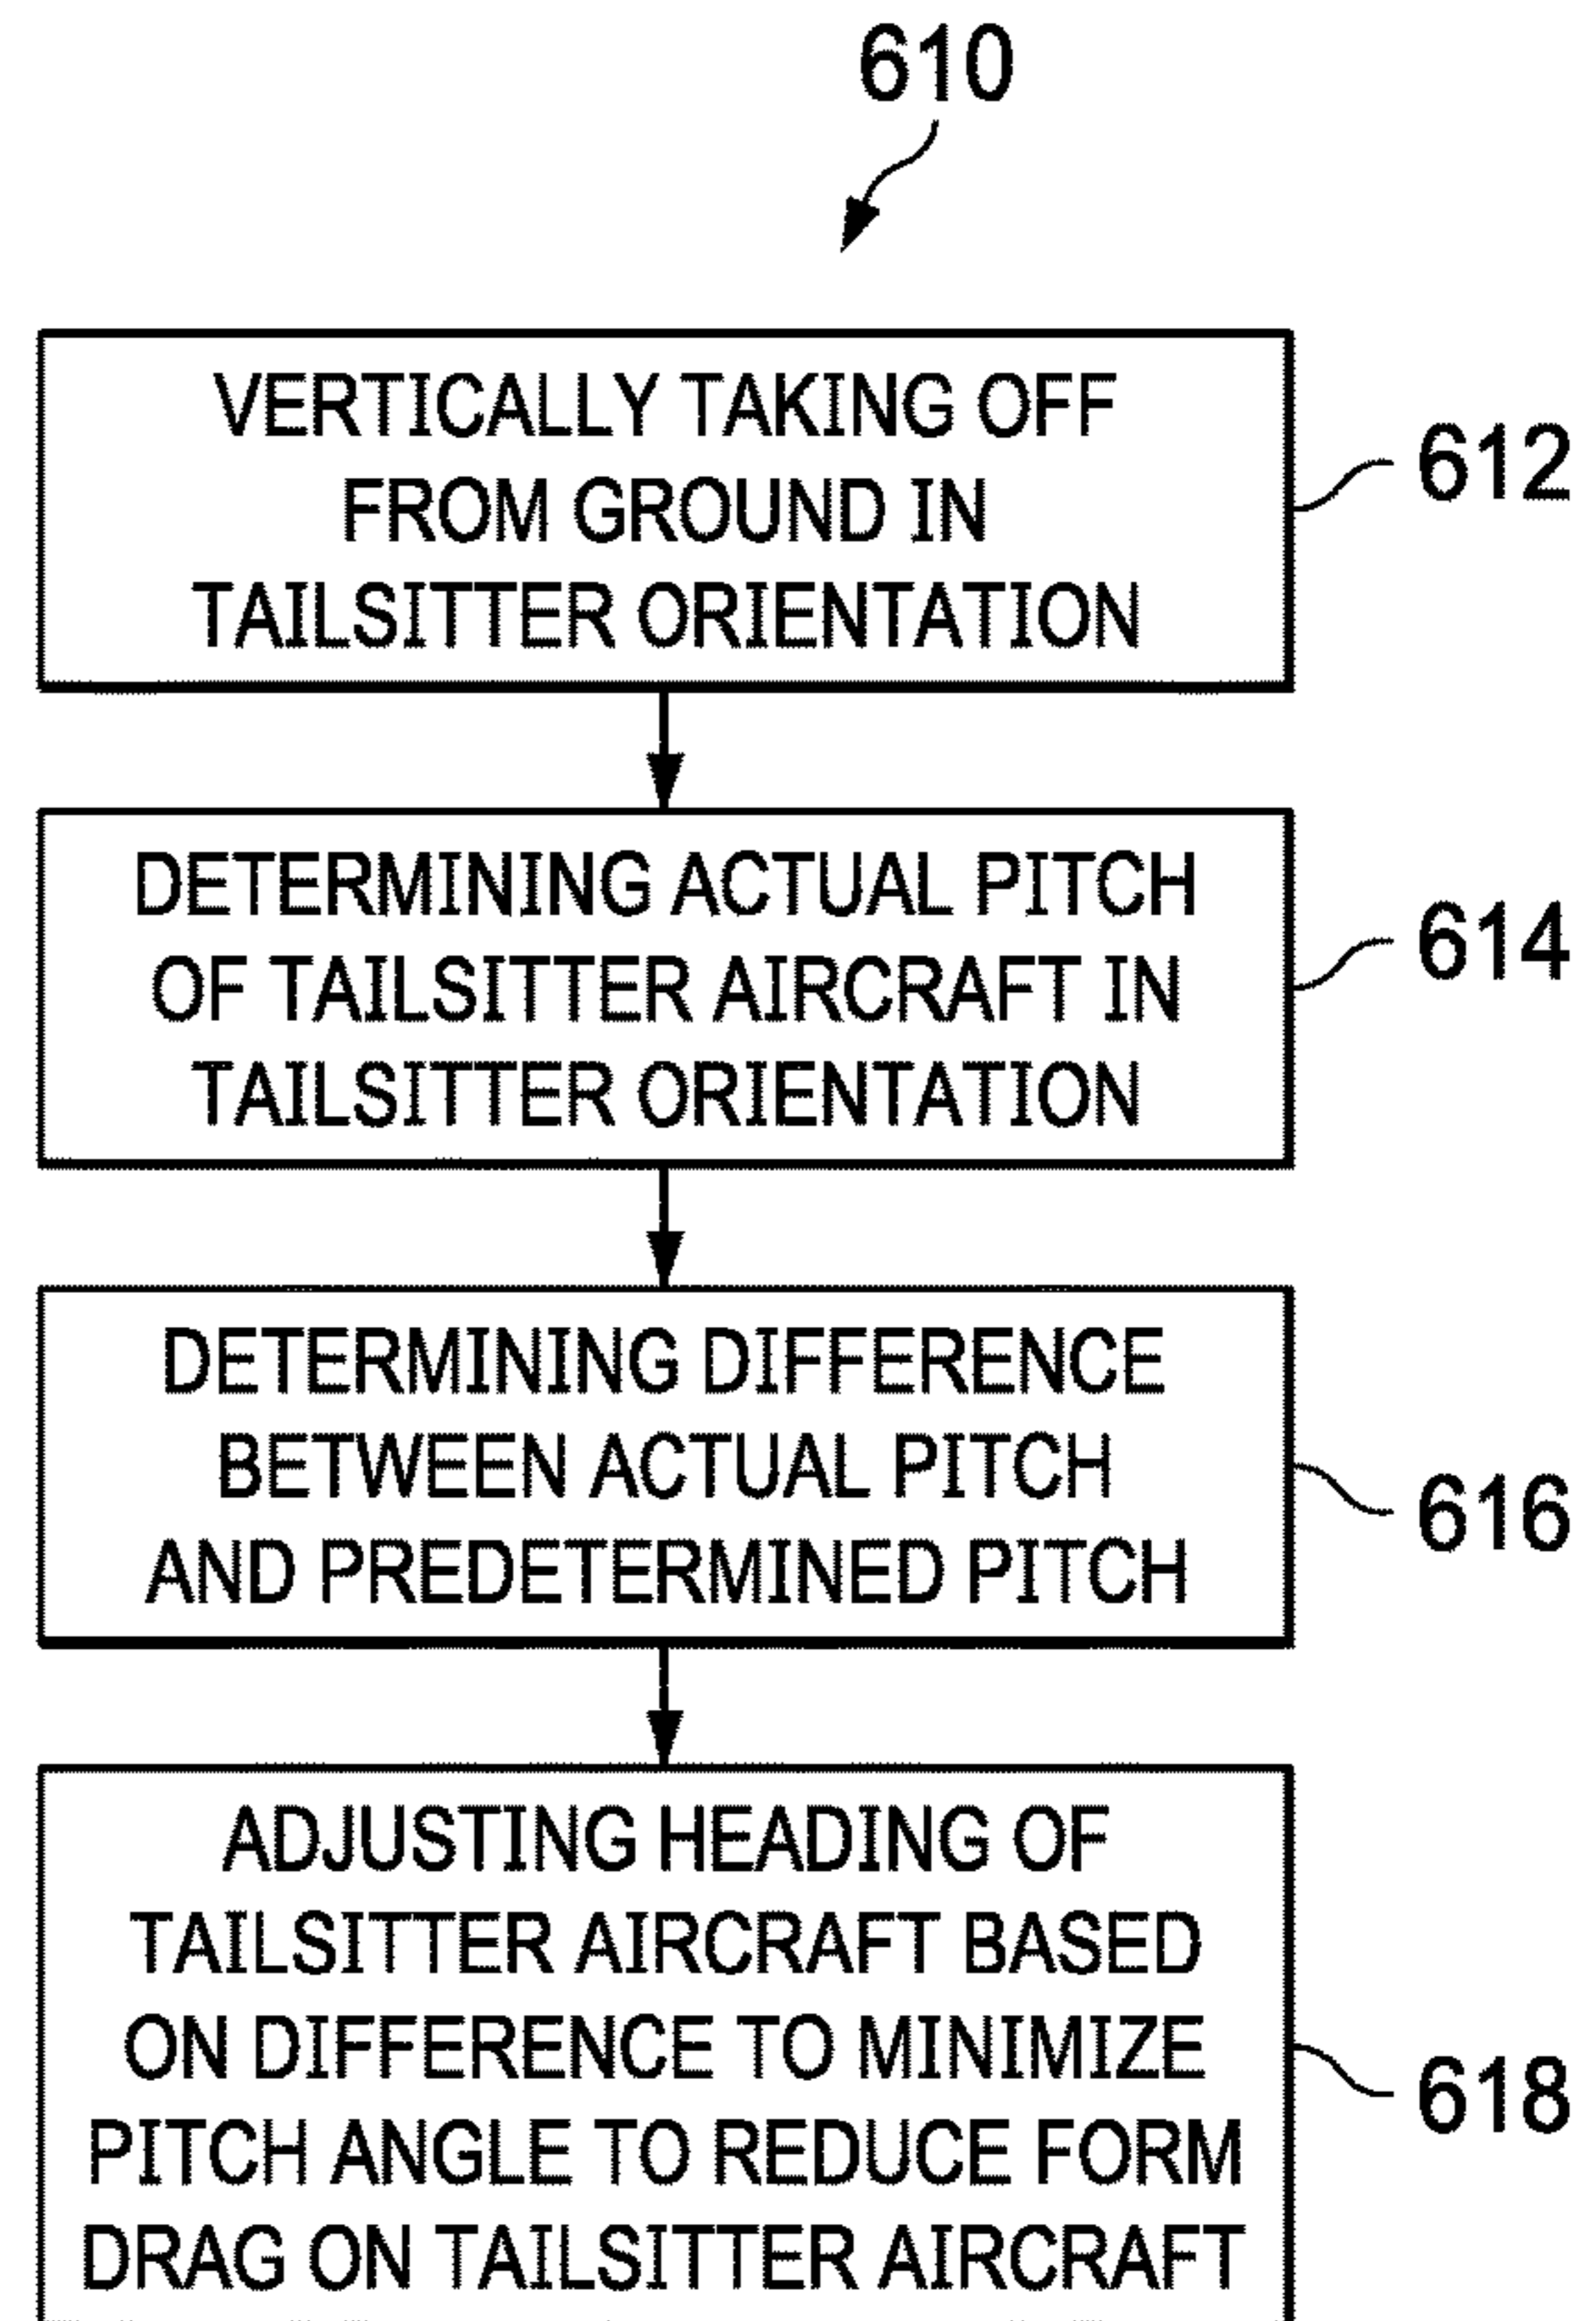 610
VERTICALLY TAKING OFF
FROM GROUND IN
TAILSITTER ORIENTATION
612
DETERMINING ACTUAL PITCH
OF TAILSITTER AIRCRAFT IN
TAILSITTER ORIENTATION
614
DETERMINING DIFFERENCE
BETWEEN ACTUAL PITCH
AND PREDETERMINED PITCH
616
ADJUSTING HEADING OF
TAILSITTER AIRCRAFT BASED
ON DIFFERENCE TO MINIMIZE
PITCH ANGLE TO REDUCE FORM
DRAG ON TAILSITTER AIRCRAFT
618